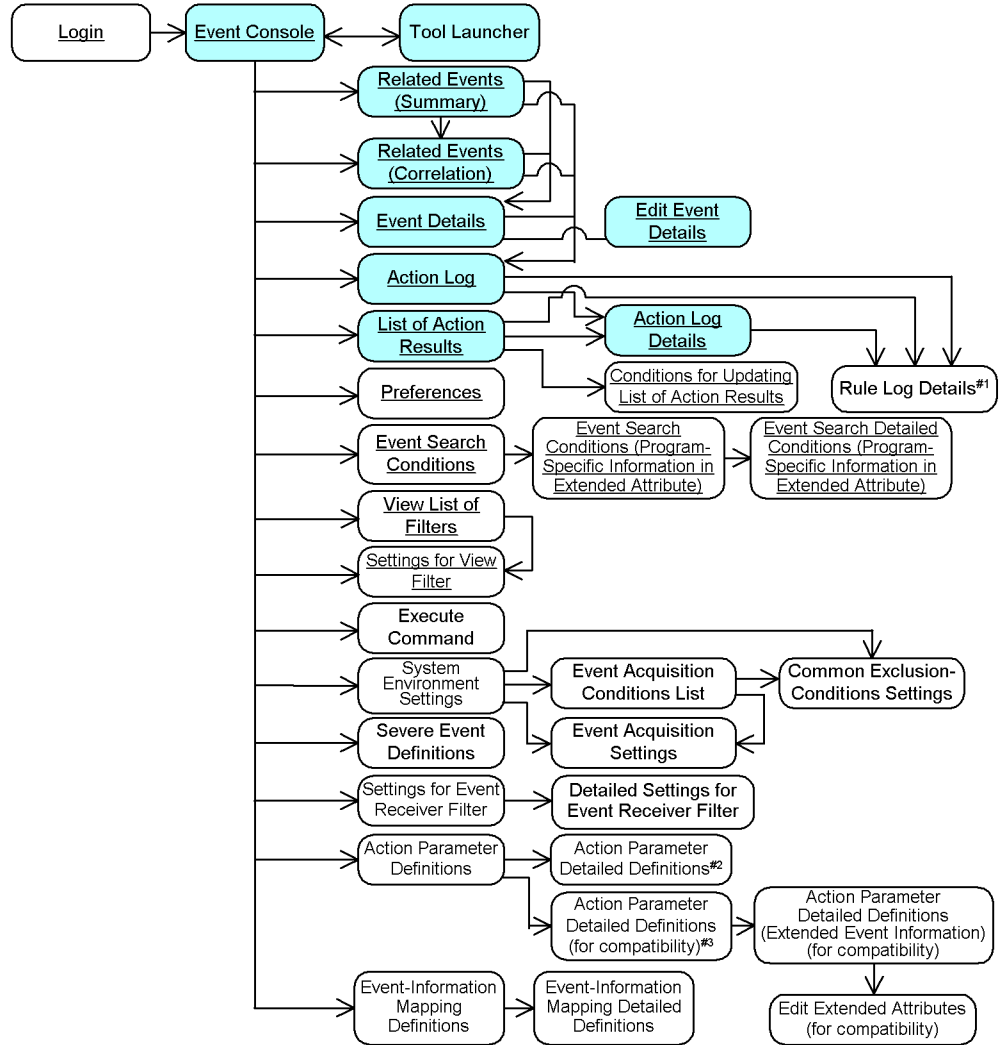 Login
Event Console
Tool Launcher
Related Events
(Summary)
Related Events
(Correlation)
Event Details
Edit Event
Details
Action Log
List of Action
Results
Action Log
Details
Preferences
Conditions for Updating
List of Action Results
Rule Log Details#1
Event Search
Conditions
Event Search
Conditions (Program-
Specific Information in
Extended Attribute)
Event Search Detailed
Conditions (Program-
Specific Information in
Extended Attribute)
View List of
Filters
Settings for View
Filter
Execute
Command
System
Environment
Settings
Event Acquisition
Conditions List
Common Exclusion-
Conditions Settings
Severe Event
Definitions
Event Acquisition
Settings
Settings for Event
Receiver Filter
Detailed Settings for
Event Receiver Filter
Action Parameter
Definitions
Action Parameter
Detailed Definitions#2
Action Parameter
Detailed Definitions
(for compatibility)#3
Action Parameter
Detailed Definitions
(Extended Event Information)
(for compatibility)
Event-Information
Mapping
Definitions
Event-Information
Mapping Detailed
Definitions
Edit Extended Attributes
(for compatibility)